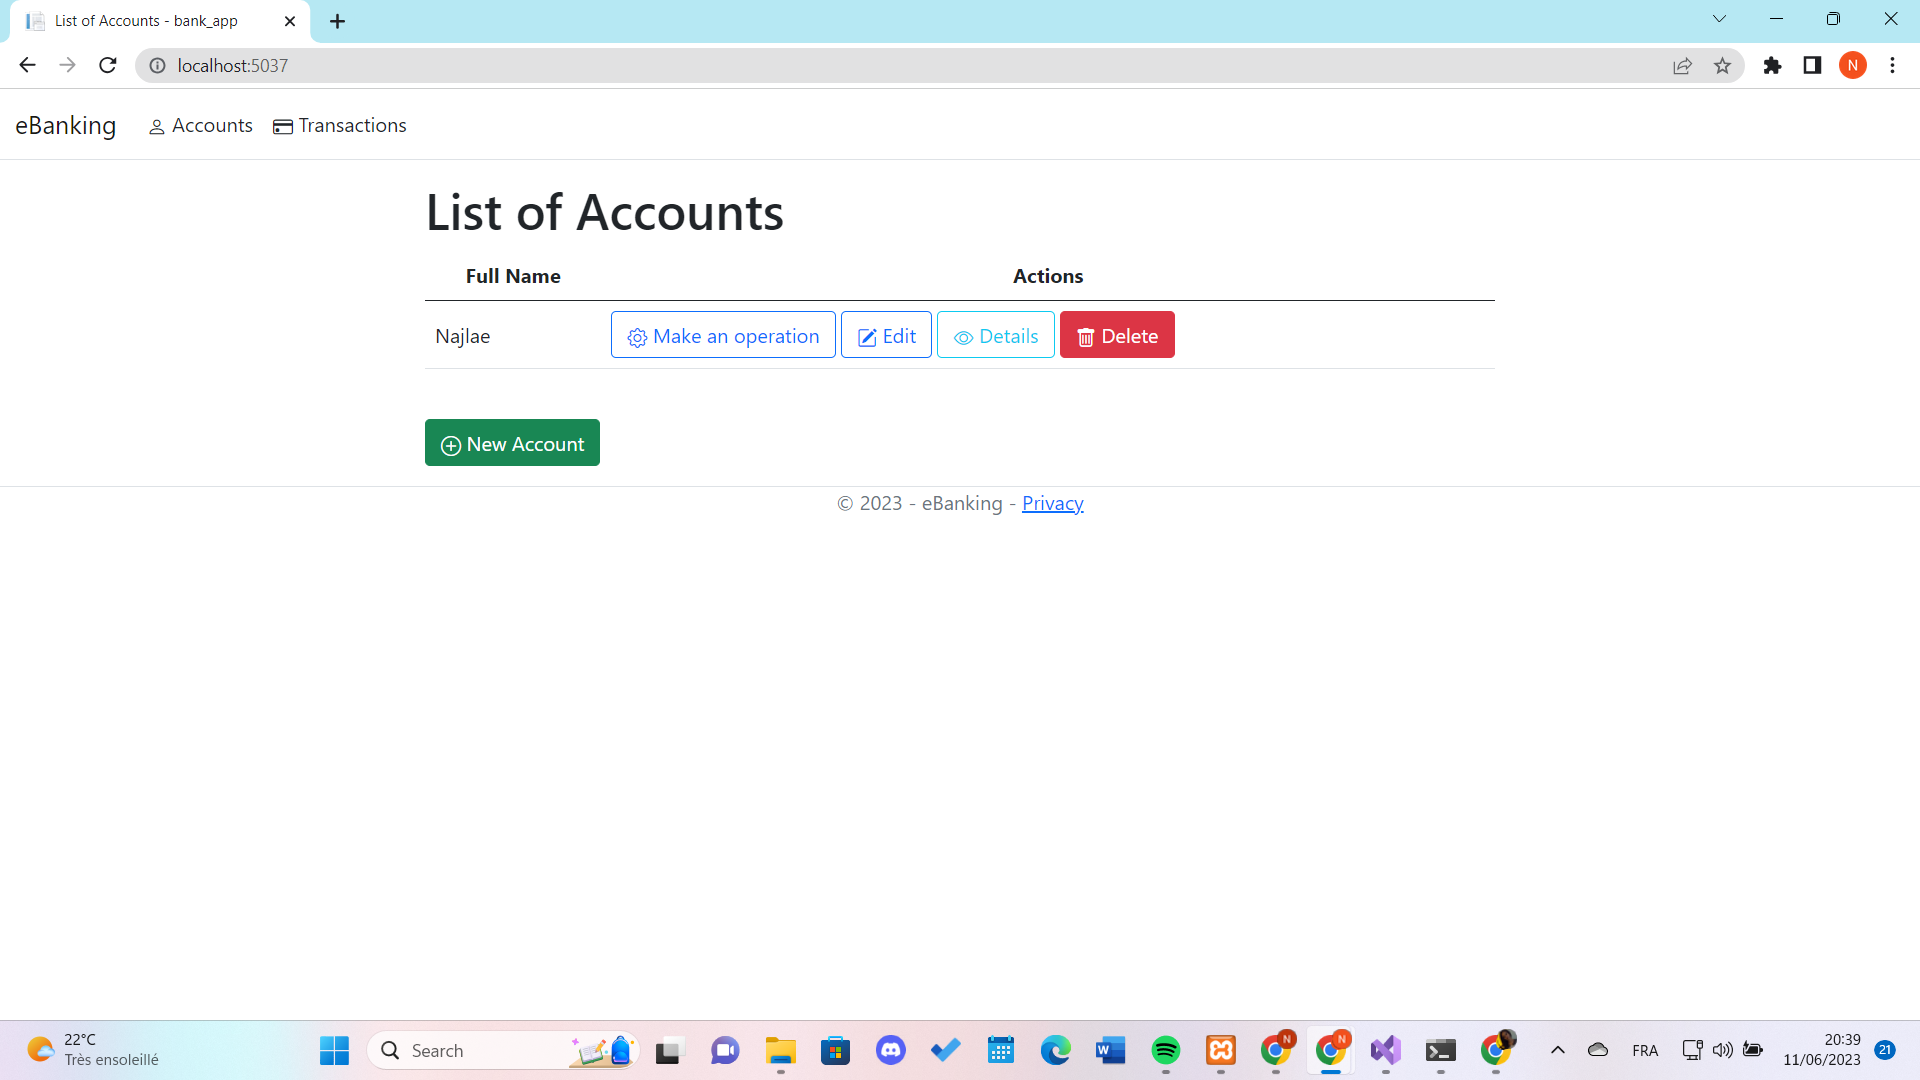 List of Accounts - bank_app
localhost:5037
N
eBanking Accounts Transactions
List of Accounts
Full Name Actions
Najlae Make an operation Edit Details Delete
New Account
© 2023 - eBanking - Privacy
22°C
Très ensoleillé
Search
W
N
N
FRA
20:39
11/06/2023
21